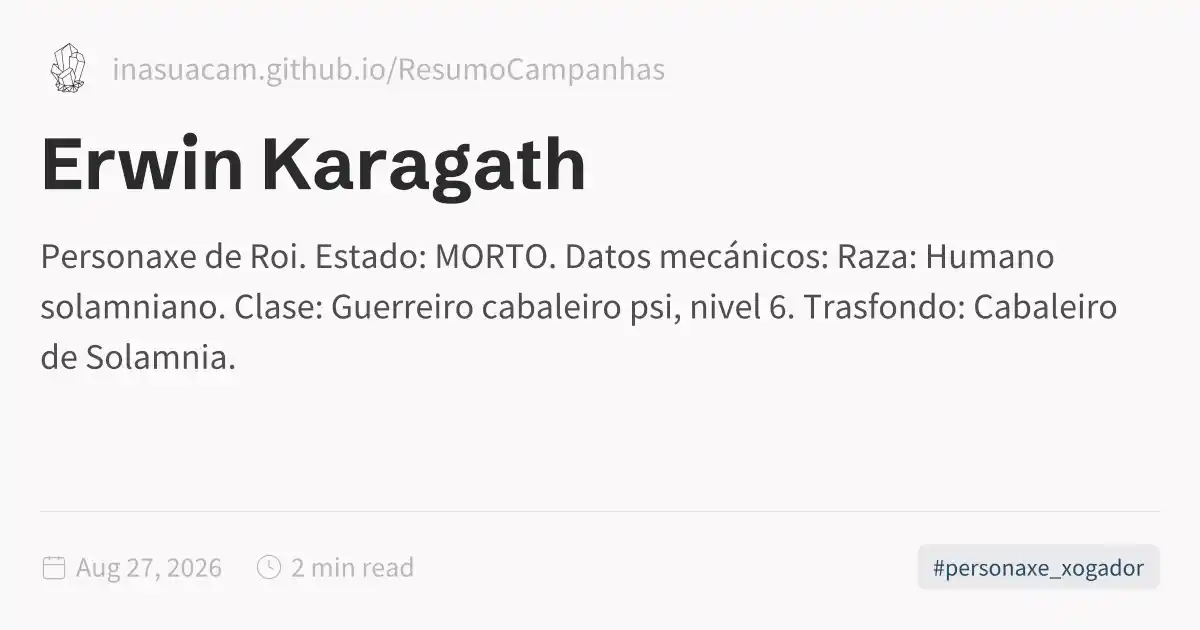 inasuacam.github.io/ResumoCampanhas
Erwin Karagath
Personaxe de Roi. Estado: MORTO. Datos mecánicos: Raza: Humano
solamniano. Clase: Guerreiro cabaleiro psi, nivel 6. Trasfondo: Cabaleiro
de Solamnia.
Aug 27, 2026
2 min read
#personaxe_xogador